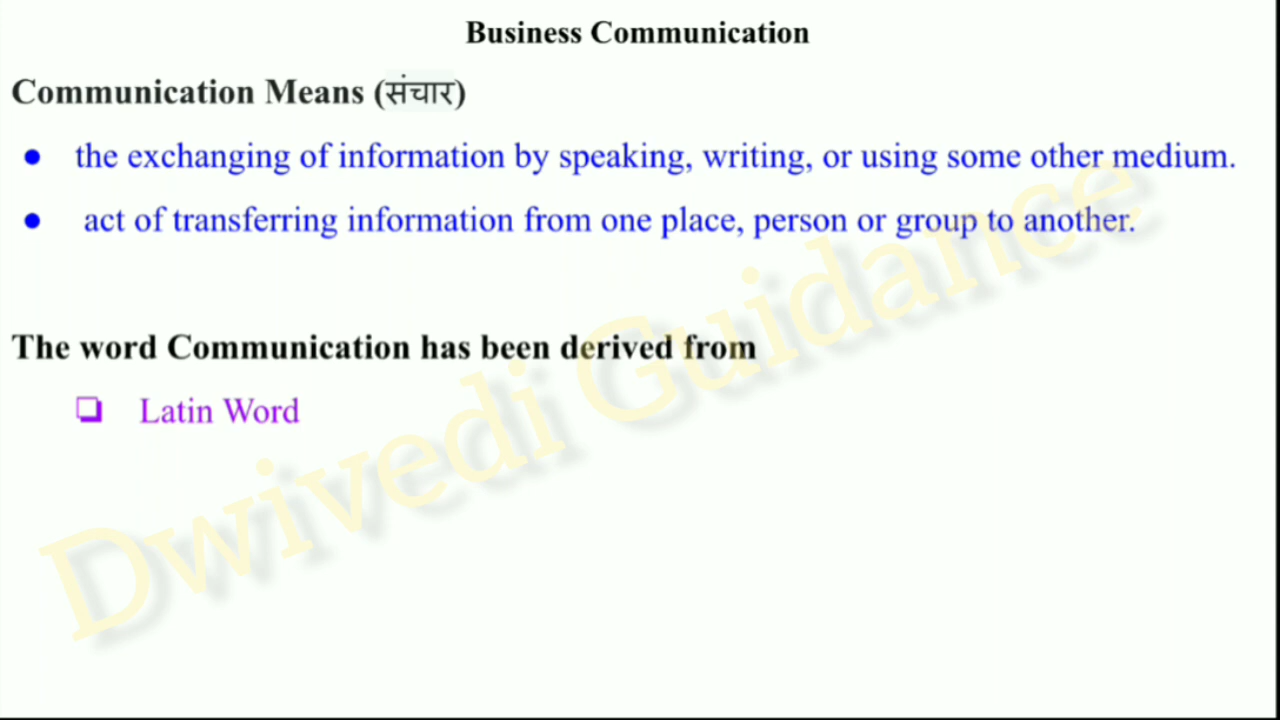 Business Communication
Communication Means (संचार)
● the exchanging of information by speaking, writing, or using some other medium.
● act of transferring information from one place, person or group to another.
The word Communication has been derived from
❏ Latin Word
Dwivedi Guidance